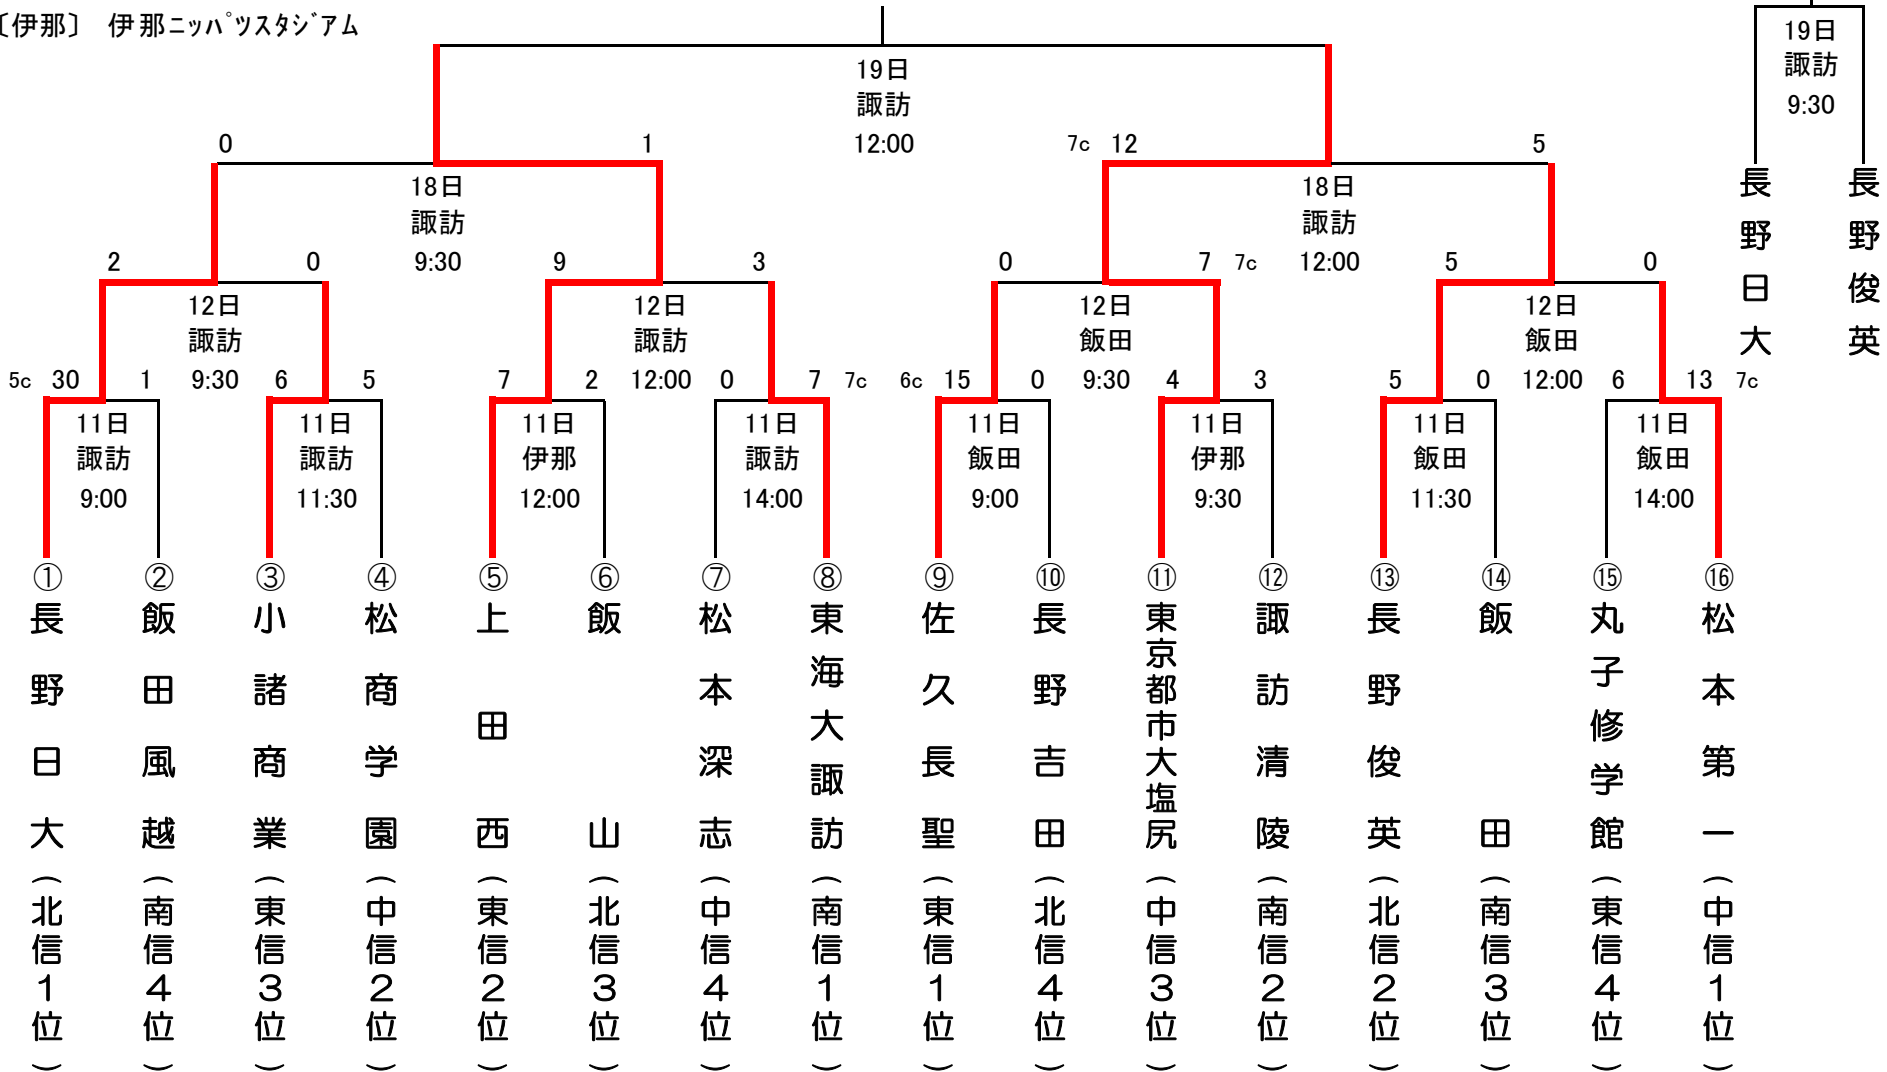 〔伊那〕 伊那ニッパツスタジアム
19日
諏訪
12:00
19日
諏訪
9:30
長野日大
長野俊英
0
1
7c 12
5
18日
諏訪
9:30
18日
諏訪
12:00
2
0
9
3
0
7 7c
5
0
12日
諏訪
9:30
12日
諏訪
12:00
12日
飯田
9:30
12日
飯田
12:00
5c 30
1
6
5
7
2
0
7 7c
6c 15
0
4
3
5
0
6
13 7c
11日
諏訪
9:00
11日
諏訪
11:30
11日
伊那
12:00
11日
諏訪
14:00
11日
飯田
9:00
11日
伊那
9:30
11日
飯田
11:30
11日
飯田
14:00
①長野日大(北信1位)
②飯田風越(南信4位)
③小諸商業(東信3位)
④松商学園(中信2位)
⑤上田西(東信2位)
⑥飯山(北信3位)
⑦松本深志(中信4位)
⑧東海大諏訪(南信1位)
⑨佐久長聖(東信1位)
⑩長野吉田(北信4位)
⑪東京都市大塩尻(中信3位)
⑫諏訪清陵(南信2位)
⑬長野俊英(北信2位)
⑭飯田(南信3位)
⑮丸子修学館(東信4位)
⑯松本第一(中信1位)